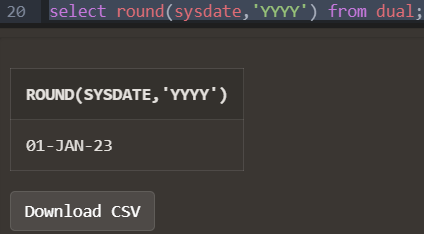 20 select round(sysdate,'YYYY') from dual;
ROUND(SYSDATE,'YYYY')
01-JAN-23
Download CSV